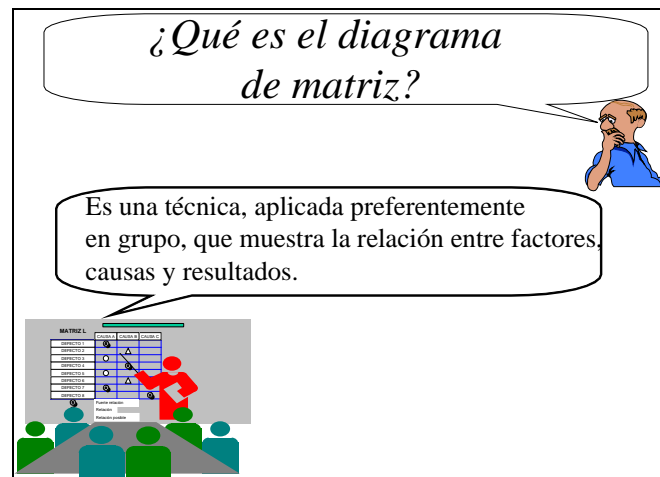 ¿Qué es el diagrama
de matriz?
Es una técnica, aplicada preferentemente
en grupo, que muestra la relación entre factores,
causas y resultados.
MATRIZ L
CAUSA A CAUSA B CAUSA C
DEFECTO 1
DEFECTO 2
DEFECTO 3
DEFECTO 4
DEFECTO 5
DEFECTO 6
DEFECTO 7
DEFECTO 8
Fuerte relación
Relación
Relación posible